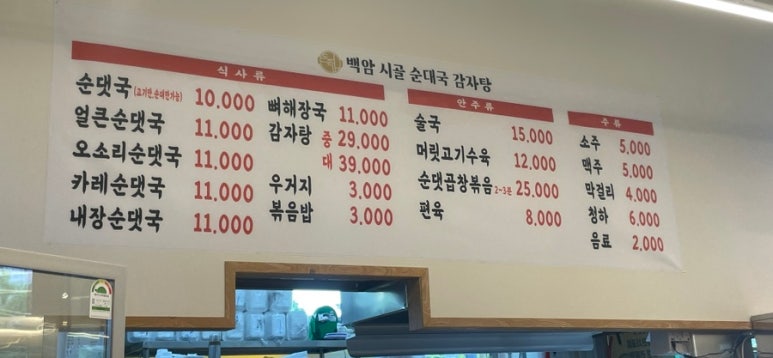 백암 시골 순대국 감자탕
식사류
순댓국 (고기만,순대만가능) 10.000
얼큰순댓국 11.000
오소리순댓국 11.000
카레순댓국 11.000
내장순댓국 11.000
뼈해장국 11.000
감자탕 중 29.000
대 39.000
우거지 3.000
볶음밥 3.000
안주류
술국 15.000
머릿고기수육 12.000
순댓곱창볶음 2~3분 25.000
편육 8.000
주류
소주 5.000
맥주 5.000
막걸리 4.000
청하 6.000
음료 2.000